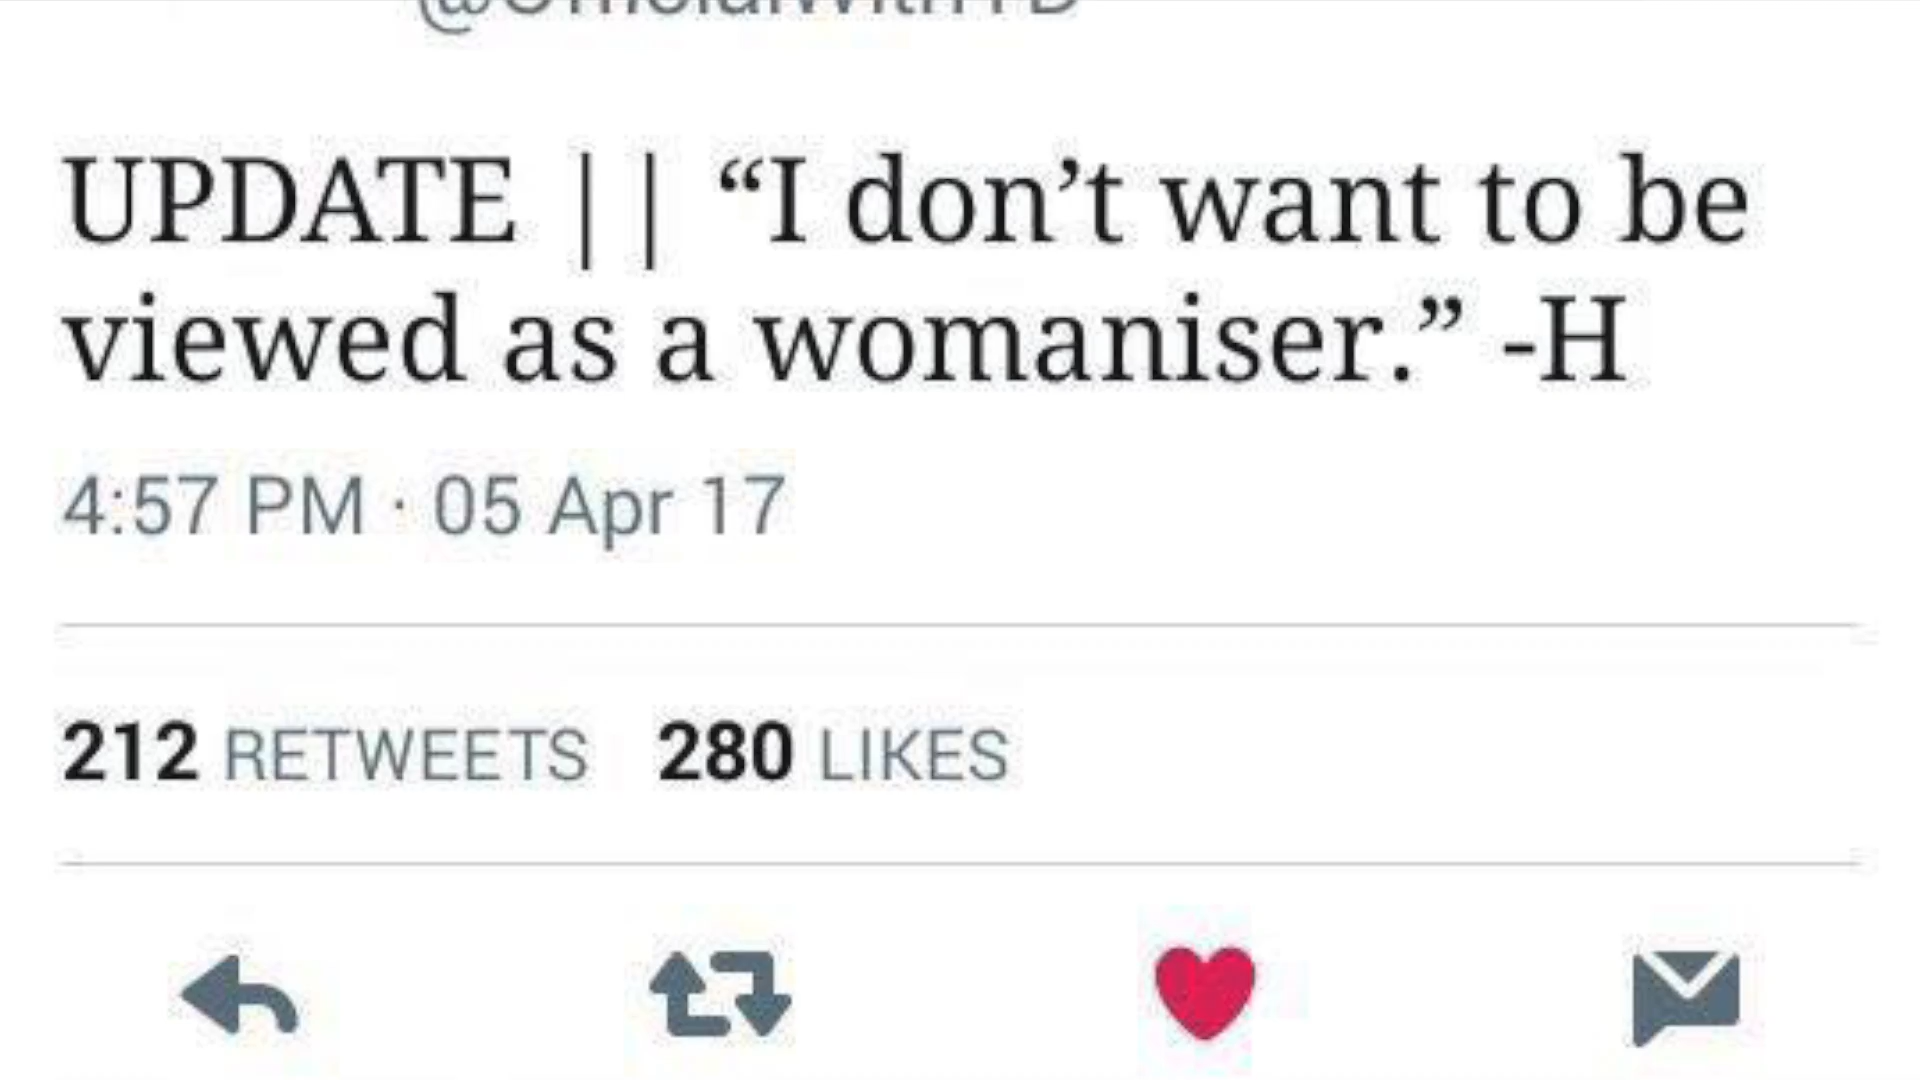 UPDATE || “I don’t want to be
viewed as a womaniser.” -H
4:57 PM · 05 Apr 17
212 RETWEETS 280 LIKES